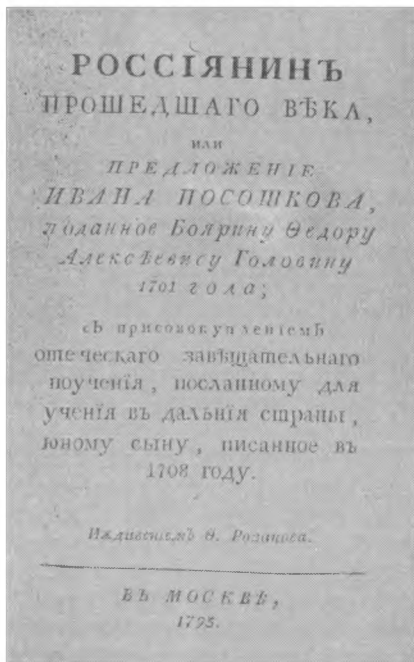 РОССІЯНИНЪ
ПРОШЕДШАГО ВѢКА,
ИЛИ
ПРЕДЛОЖЕНІЕ
ИВАНА ПОСОШКОВА,
поданное Боярину Ѳедору
Алексѣевичу Головину
1701 года;
съ присовокупленіемъ
отеческаго завѣщательнаго
поученія, посланному для
ученія въ дальнія страны,
юному сыну, писанное въ
1708 году.
Иждивеніемъ Ѳ. Розанова.
ВЪ МОСКВѢ,
1793.